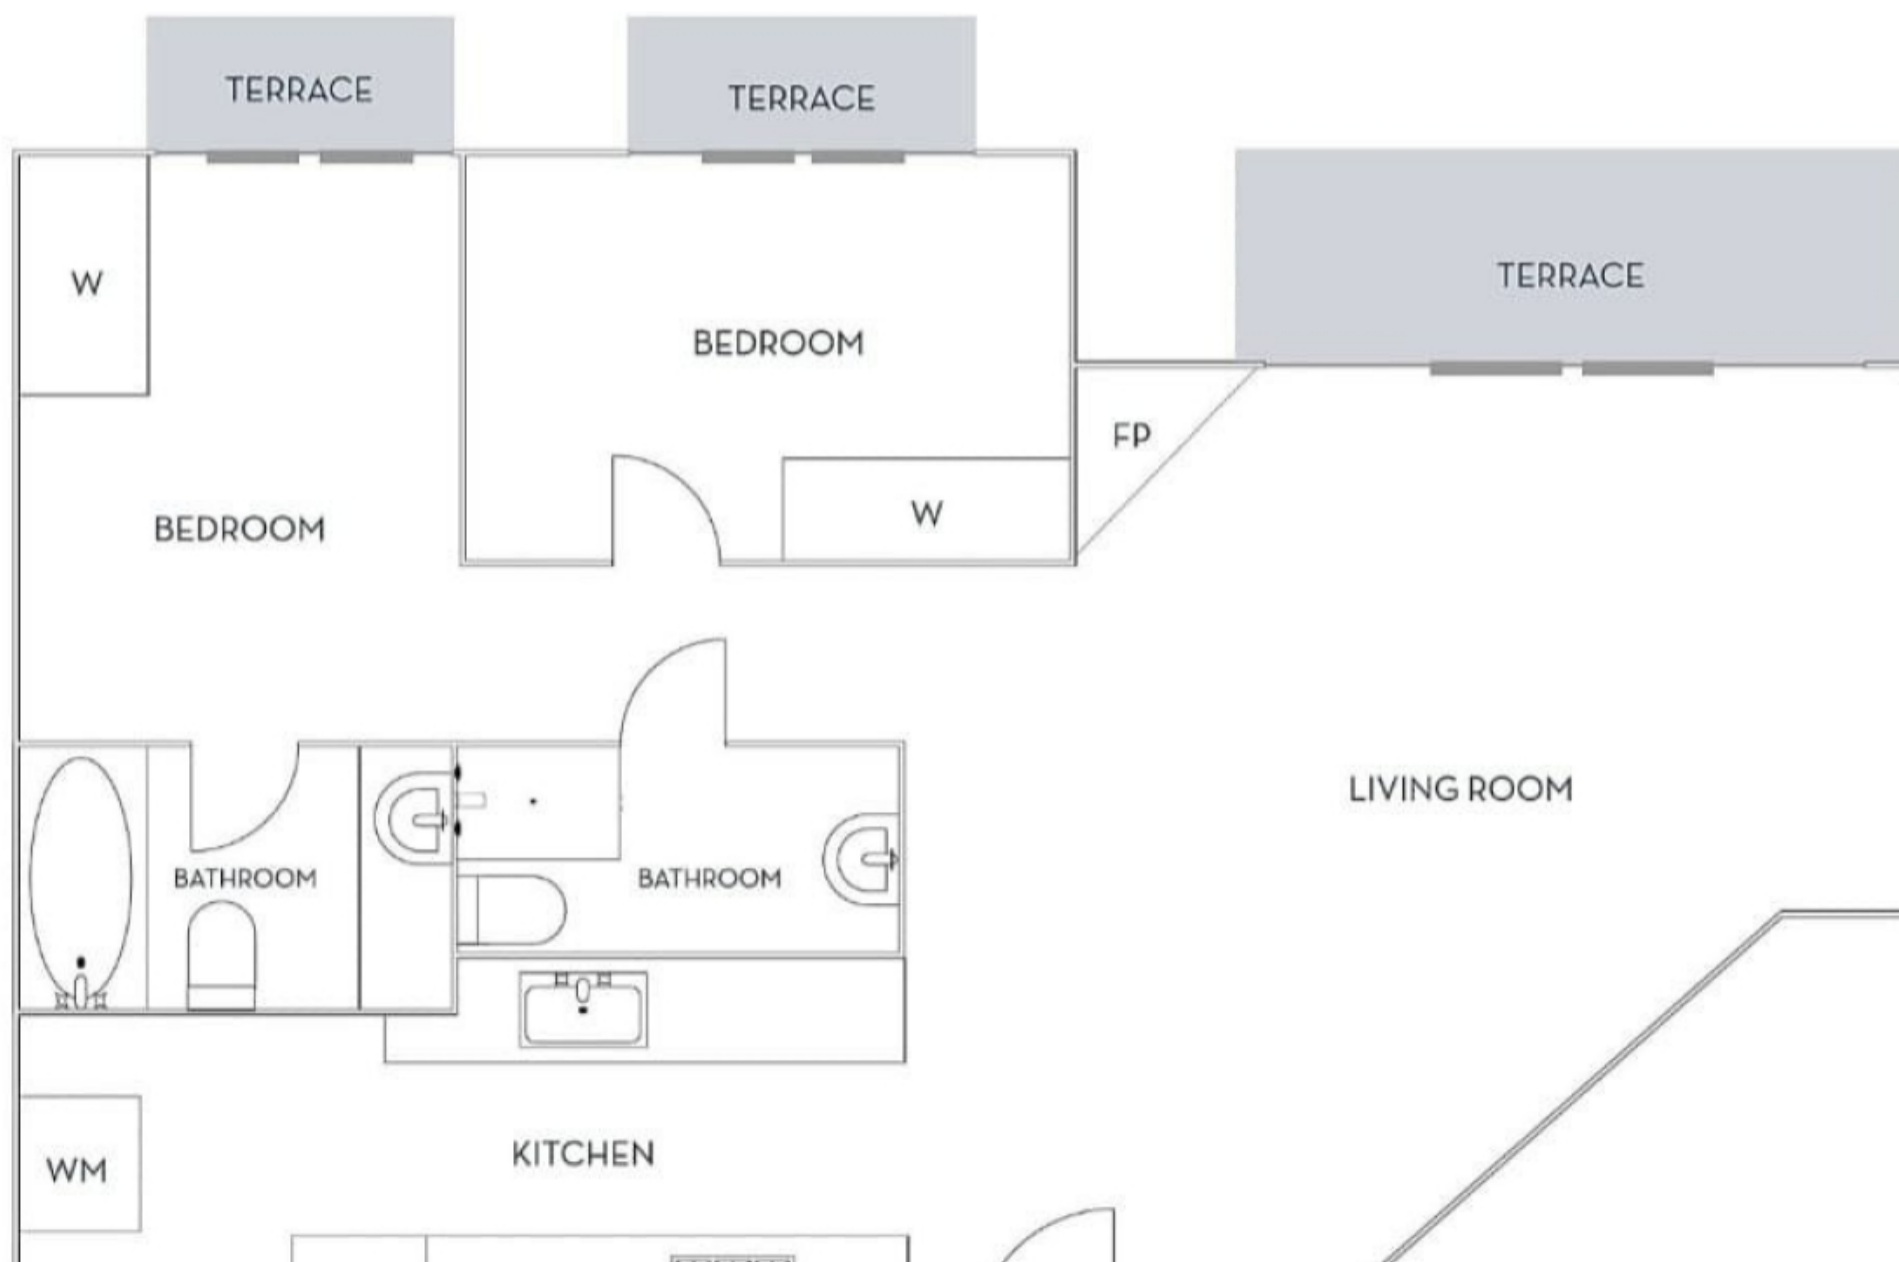 TERRACE
TERRACE
TERRACE
W
BEDROOM
FP
W
BEDROOM
LIVING ROOM
BATHROOM
BATHROOM
KITCHEN
WM